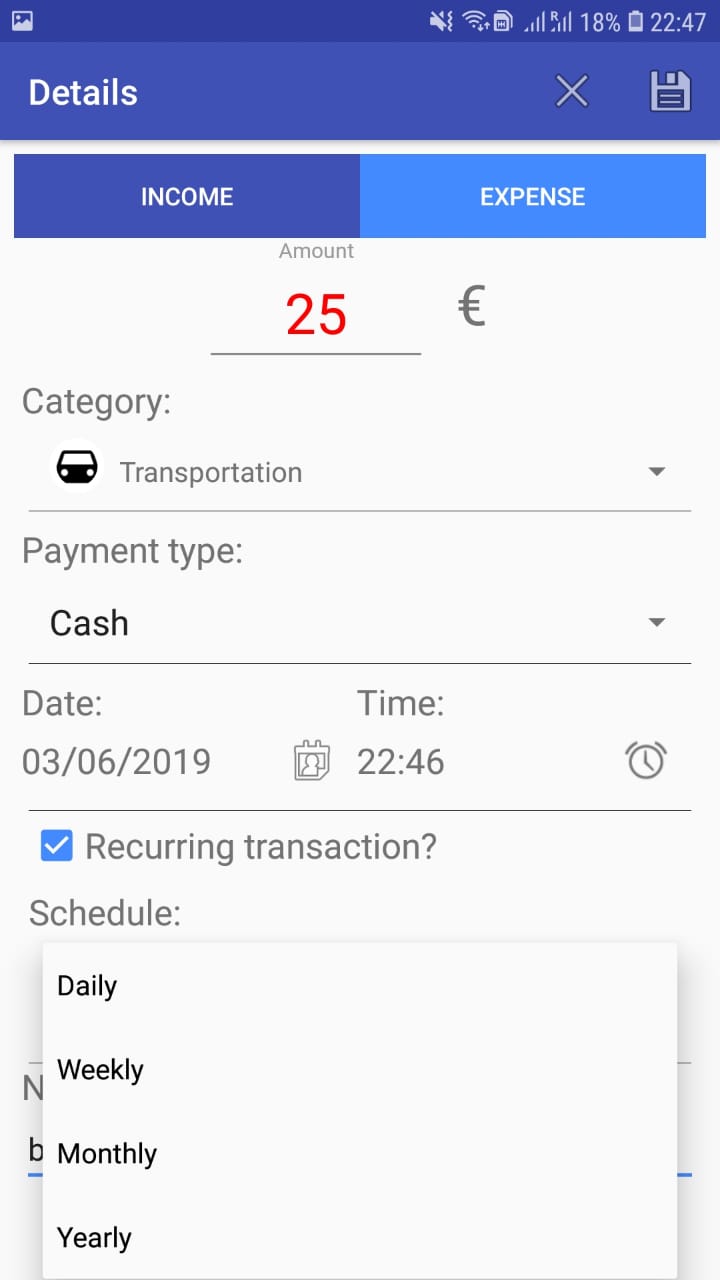 18% 22:47
Details
INCOME EXPENSE
Amount
25 €
Category:
Transportation
Payment type:
Cash
Date: Time:
03/06/2019 22:46
Recurring transaction?
Schedule:
Daily
Weekly
N
b
Monthly
Yearly